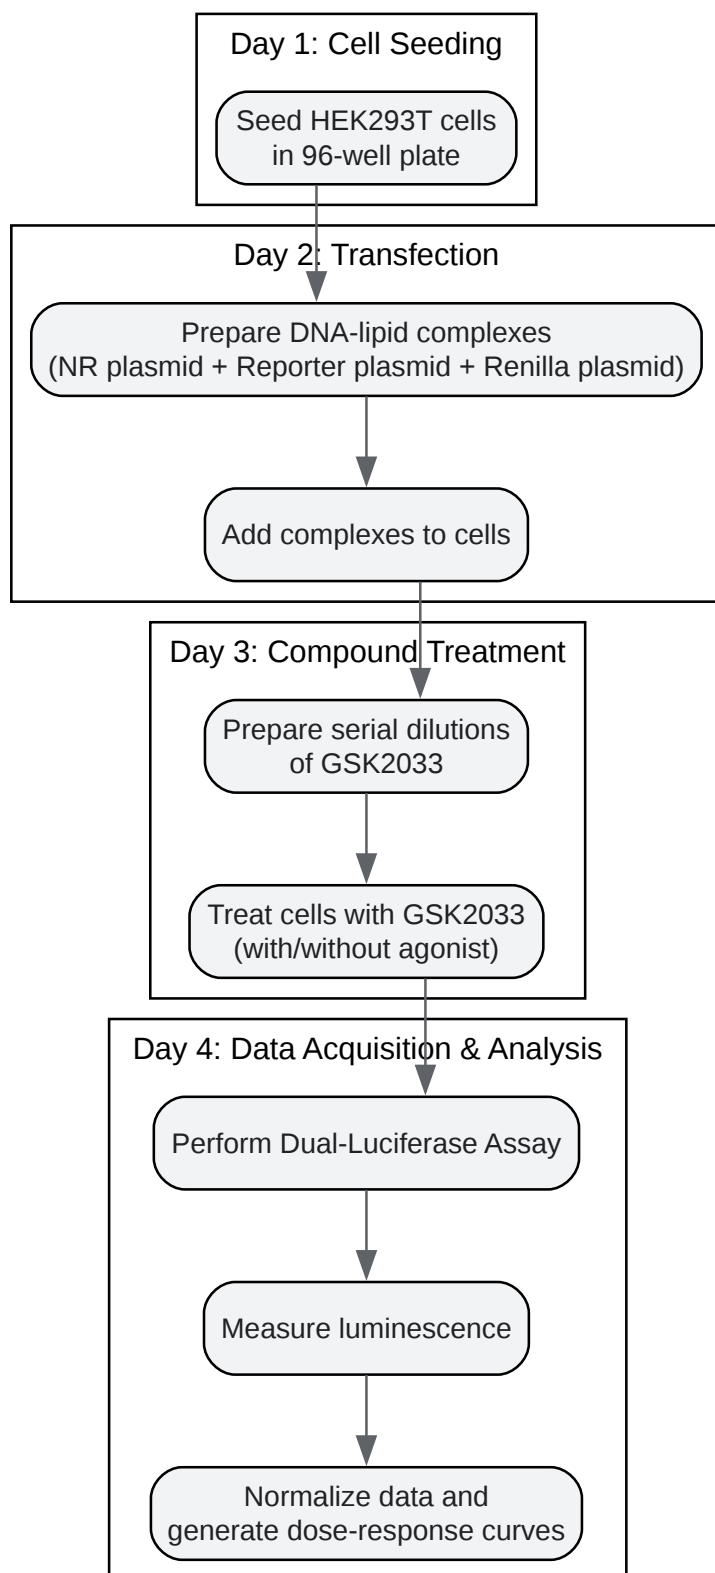 Day 1: Cell Seeding
Seed HEK293T cells
in 96-well plate
Day 2: Transfection
Prepare DNA-lipid complexes
(NR plasmid + Reporter plasmid + Renilla plasmid)
Add complexes to cells
Day 3: Compound Treatment
Prepare serial dilutions
of GSK2033
Treat cells with GSK2033
(with/without agonist)
Day 4: Data Acquisition & Analysis
Perform Dual-Luciferase Assay
Measure luminescence
Normalize data and
generate dose-response curves